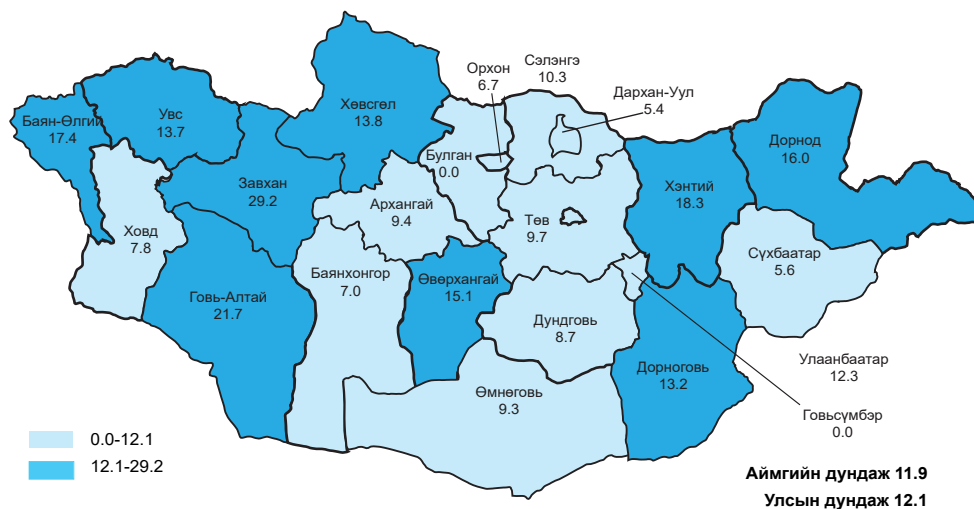 Орхон
6.7
Сэлэнгэ
10.3
Дархан-Уул
5.4
Баян-Өлгий
17.4
Увс
13.7
Хөвсгөл
13.8
Булган
0.0
Дорнод
16.0
Завхан
29.2
Архангай
9.4
Төв
9.7
Хэнтий
18.3
Ховд
7.8
Сүхбаатар
5.6
Говь-Алтай
21.7
Баянхонгор
7.0
Өвөрхангай
15.1
Дундговь
8.7
Дорноговь
13.2
Улаанбаатар
12.3
Өмнөговь
9.3
Говьсүмбэр
0.0
0.0-12.1
12.1-29.2
Аймгийн дундаж 11.9
Улсын дундаж 12.1